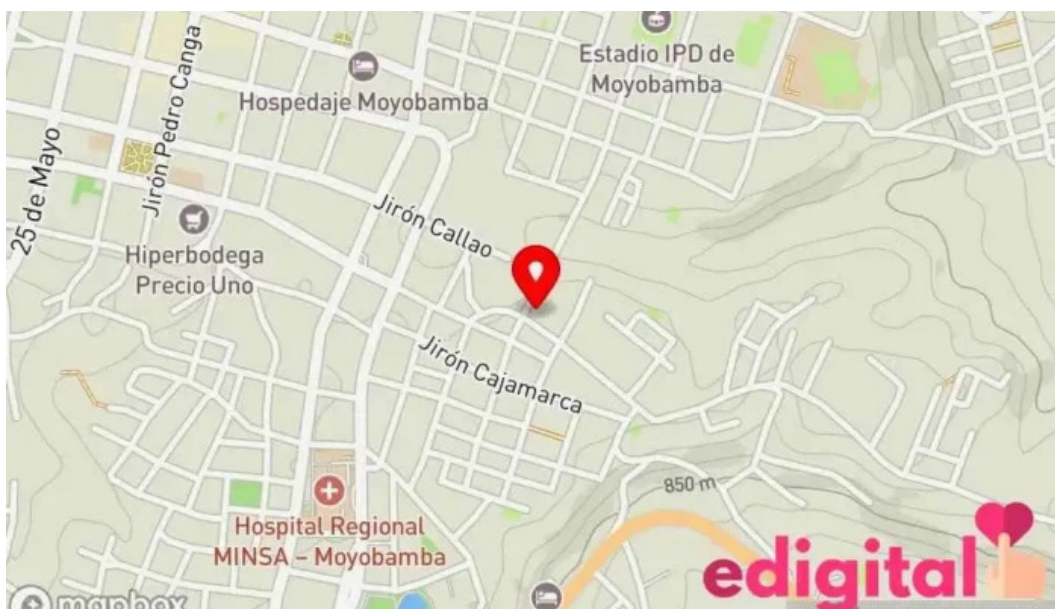 Estadio IPD de
Moyobamba
Hospedaje Moyobamba
Jirón Pedro Canga
25 de Mayo
Jirón Callao
Hiperbodega
Precio Uno
Jirón Cajamarca
850 m
Hospital Regional
MINSA – Moyobamba
edigital
mapbox